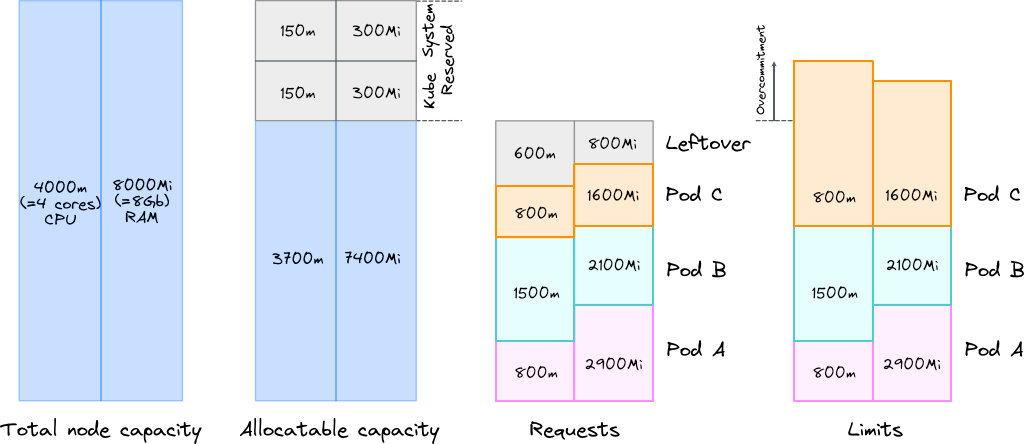 4000m
(=4 cores)
CPU
8000Mi
(=8Gb)
RAM
Total node capacity
150m
300Mi
150m
300Mi
Kube System
Reserved
3700m
7400Mi
Allocatable capacity
600m
800Mi
Leftover
800m
1600Mi
Pod C
1500m
2100Mi
Pod B
800m
2900Mi
Pod A
Requests
Overcommitment
800m
1600Mi
Pod C
1500m
2100Mi
Pod B
800m
2900Mi
Pod A
Limits